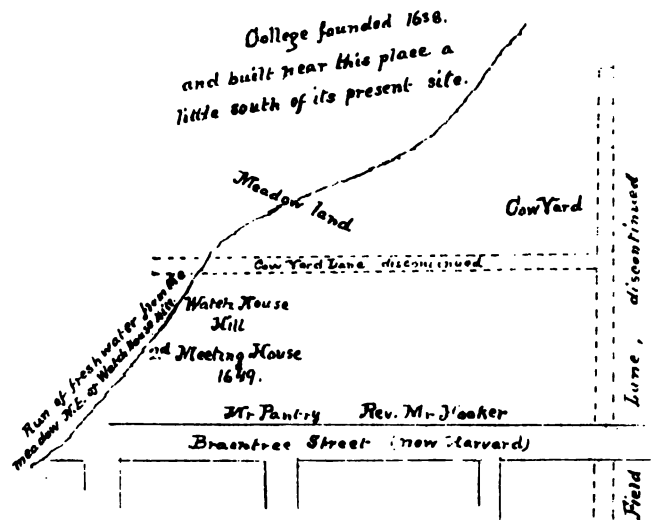 College founded 1638.
and built near this place a
little south of its present site.
Meadow land
Cow Yard
Cow Yard Lane discontinued
Run of fresh water from the
meadow N.E. of Watch House Hill
Watch House
Hill
2nd Meeting House
1649.
Mr Pantry Rev. Mr Hooker
Braintree Street (now Harvard)
Field Lane, discontinued